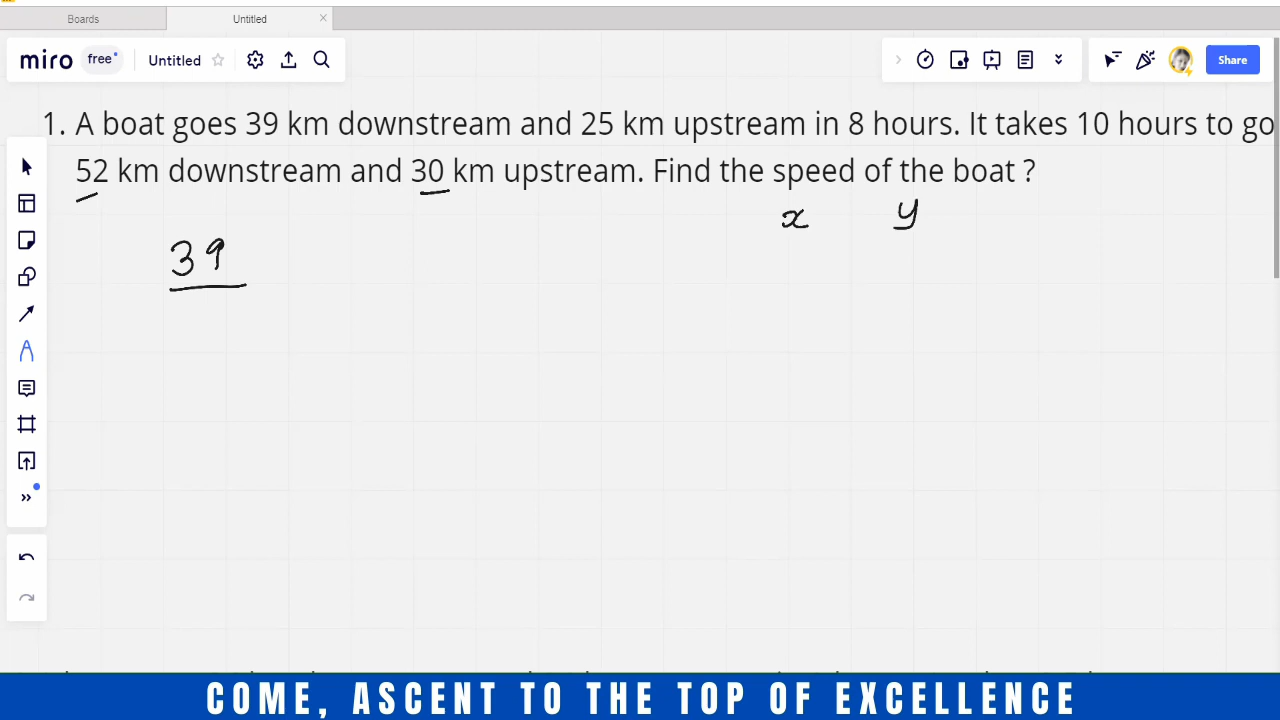 Boards
Untitled
miro free Untitled
Share
1. A boat goes 39 km downstream and 25 km upstream in 8 hours. It takes 10 hours to go
52 km downstream and 30 km upstream. Find the speed of the boat ?
x y
39
COME, ASCENT TO THE TOP OF EXCELLENCE